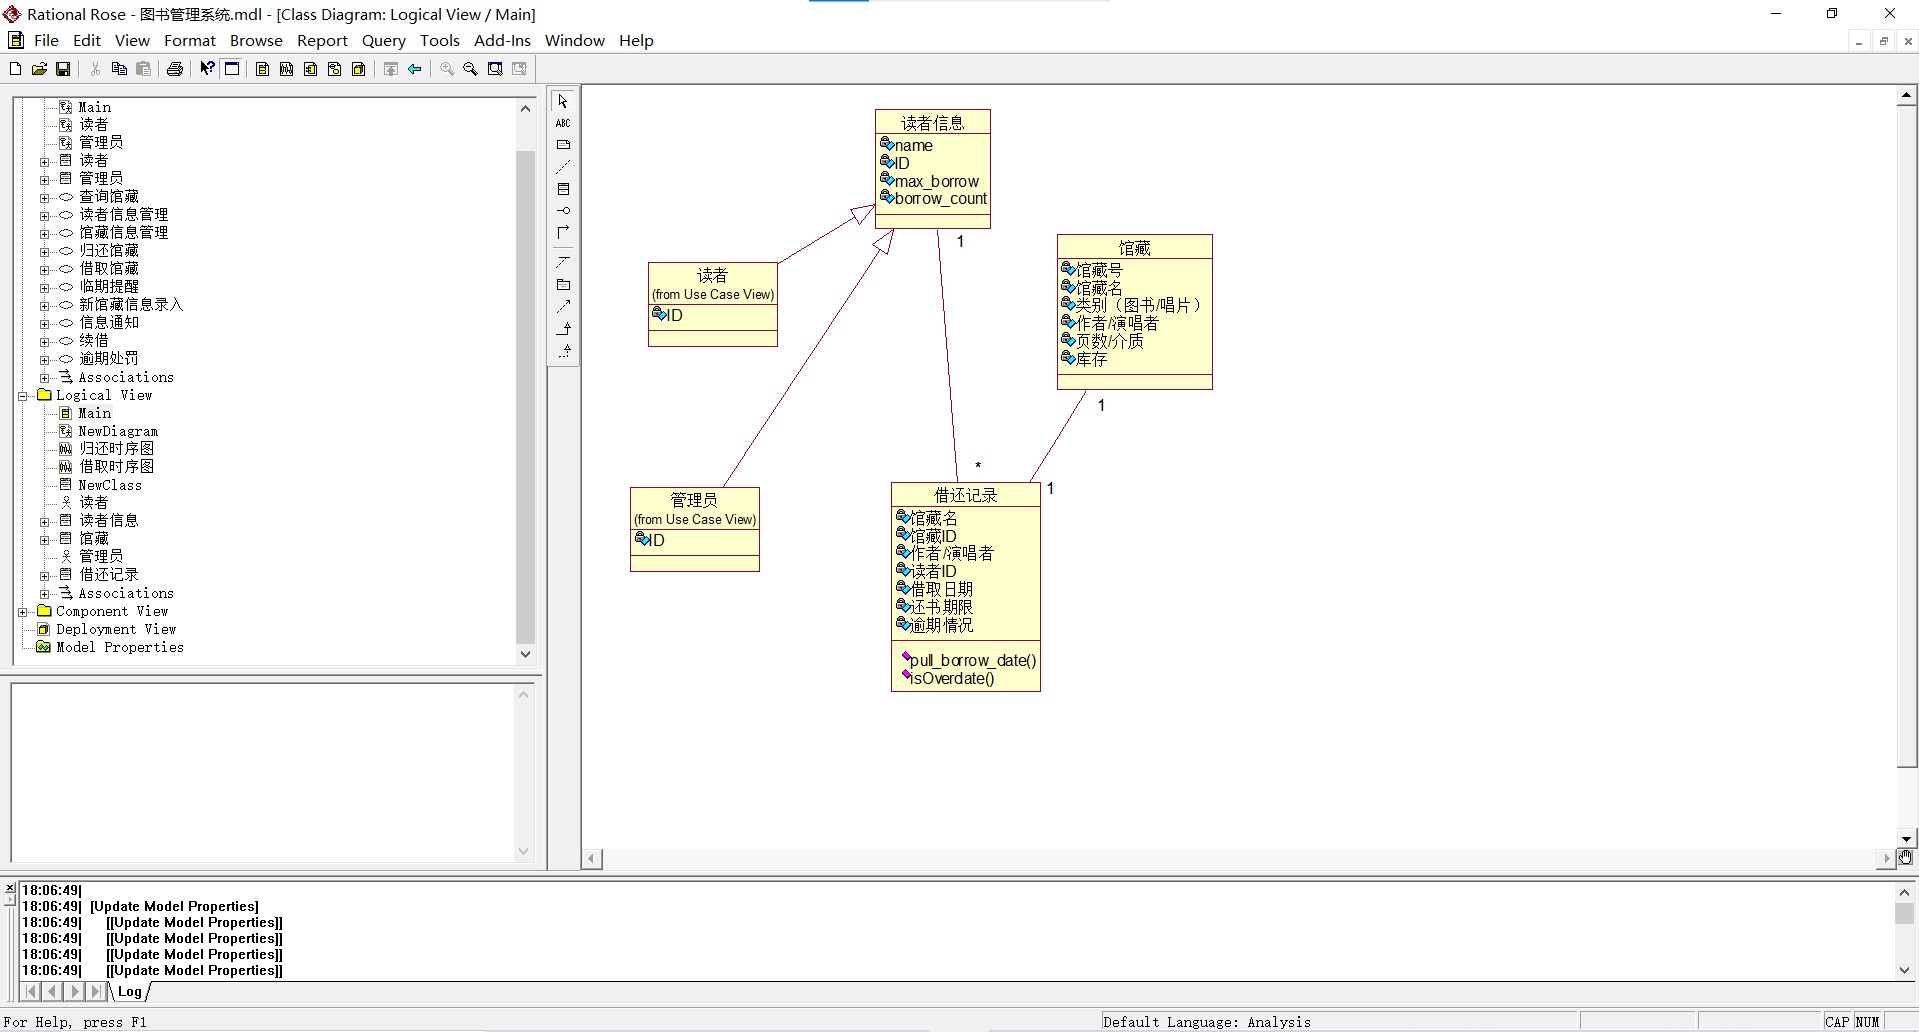 Rational Rose - 图书管理系统.mdl - [Class Diagram: Logical View / Main]
File Edit View Format Browse Report Query Tools Add-Ins Window Help
Main
读者
管理员
读者
管理员
查询馆藏
读者信息管理
馆藏信息管理
归还馆藏
借取馆藏
临期提醒
新馆藏信息录入
信息通知
续借
逾期处罚
Associations
Logical View
Main
NewDiagram
归还时序图
借取时序图
NewClass
读者
读者信息
馆藏
管理员
借还记录
Associations
Component View
Deployment View
Model Properties
ABC
读者信息
name
ID
max_borrow
borrow_count
1
读者
(from Use Case View)
ID
馆藏
馆藏号
馆藏名
类别（图书/唱片）
作者/演唱者
页数/介质
库存
1
*
1
管理员
(from Use Case View)
ID
借还记录
馆藏名
馆藏ID
作者/演唱者
读者ID
借取日期
还书期限
逾期情况
pull_borrow_date()
isOverdate()
18:06:49|
18:06:49| [Update Model Properties]
18:06:49| [[Update Model Properties]]
18:06:49| [[Update Model Properties]]
18:06:49| [[Update Model Properties]]
18:06:49| [[Update Model Properties]]
Log
For Help, press F1
Default Language: Analysis
CAP NUM